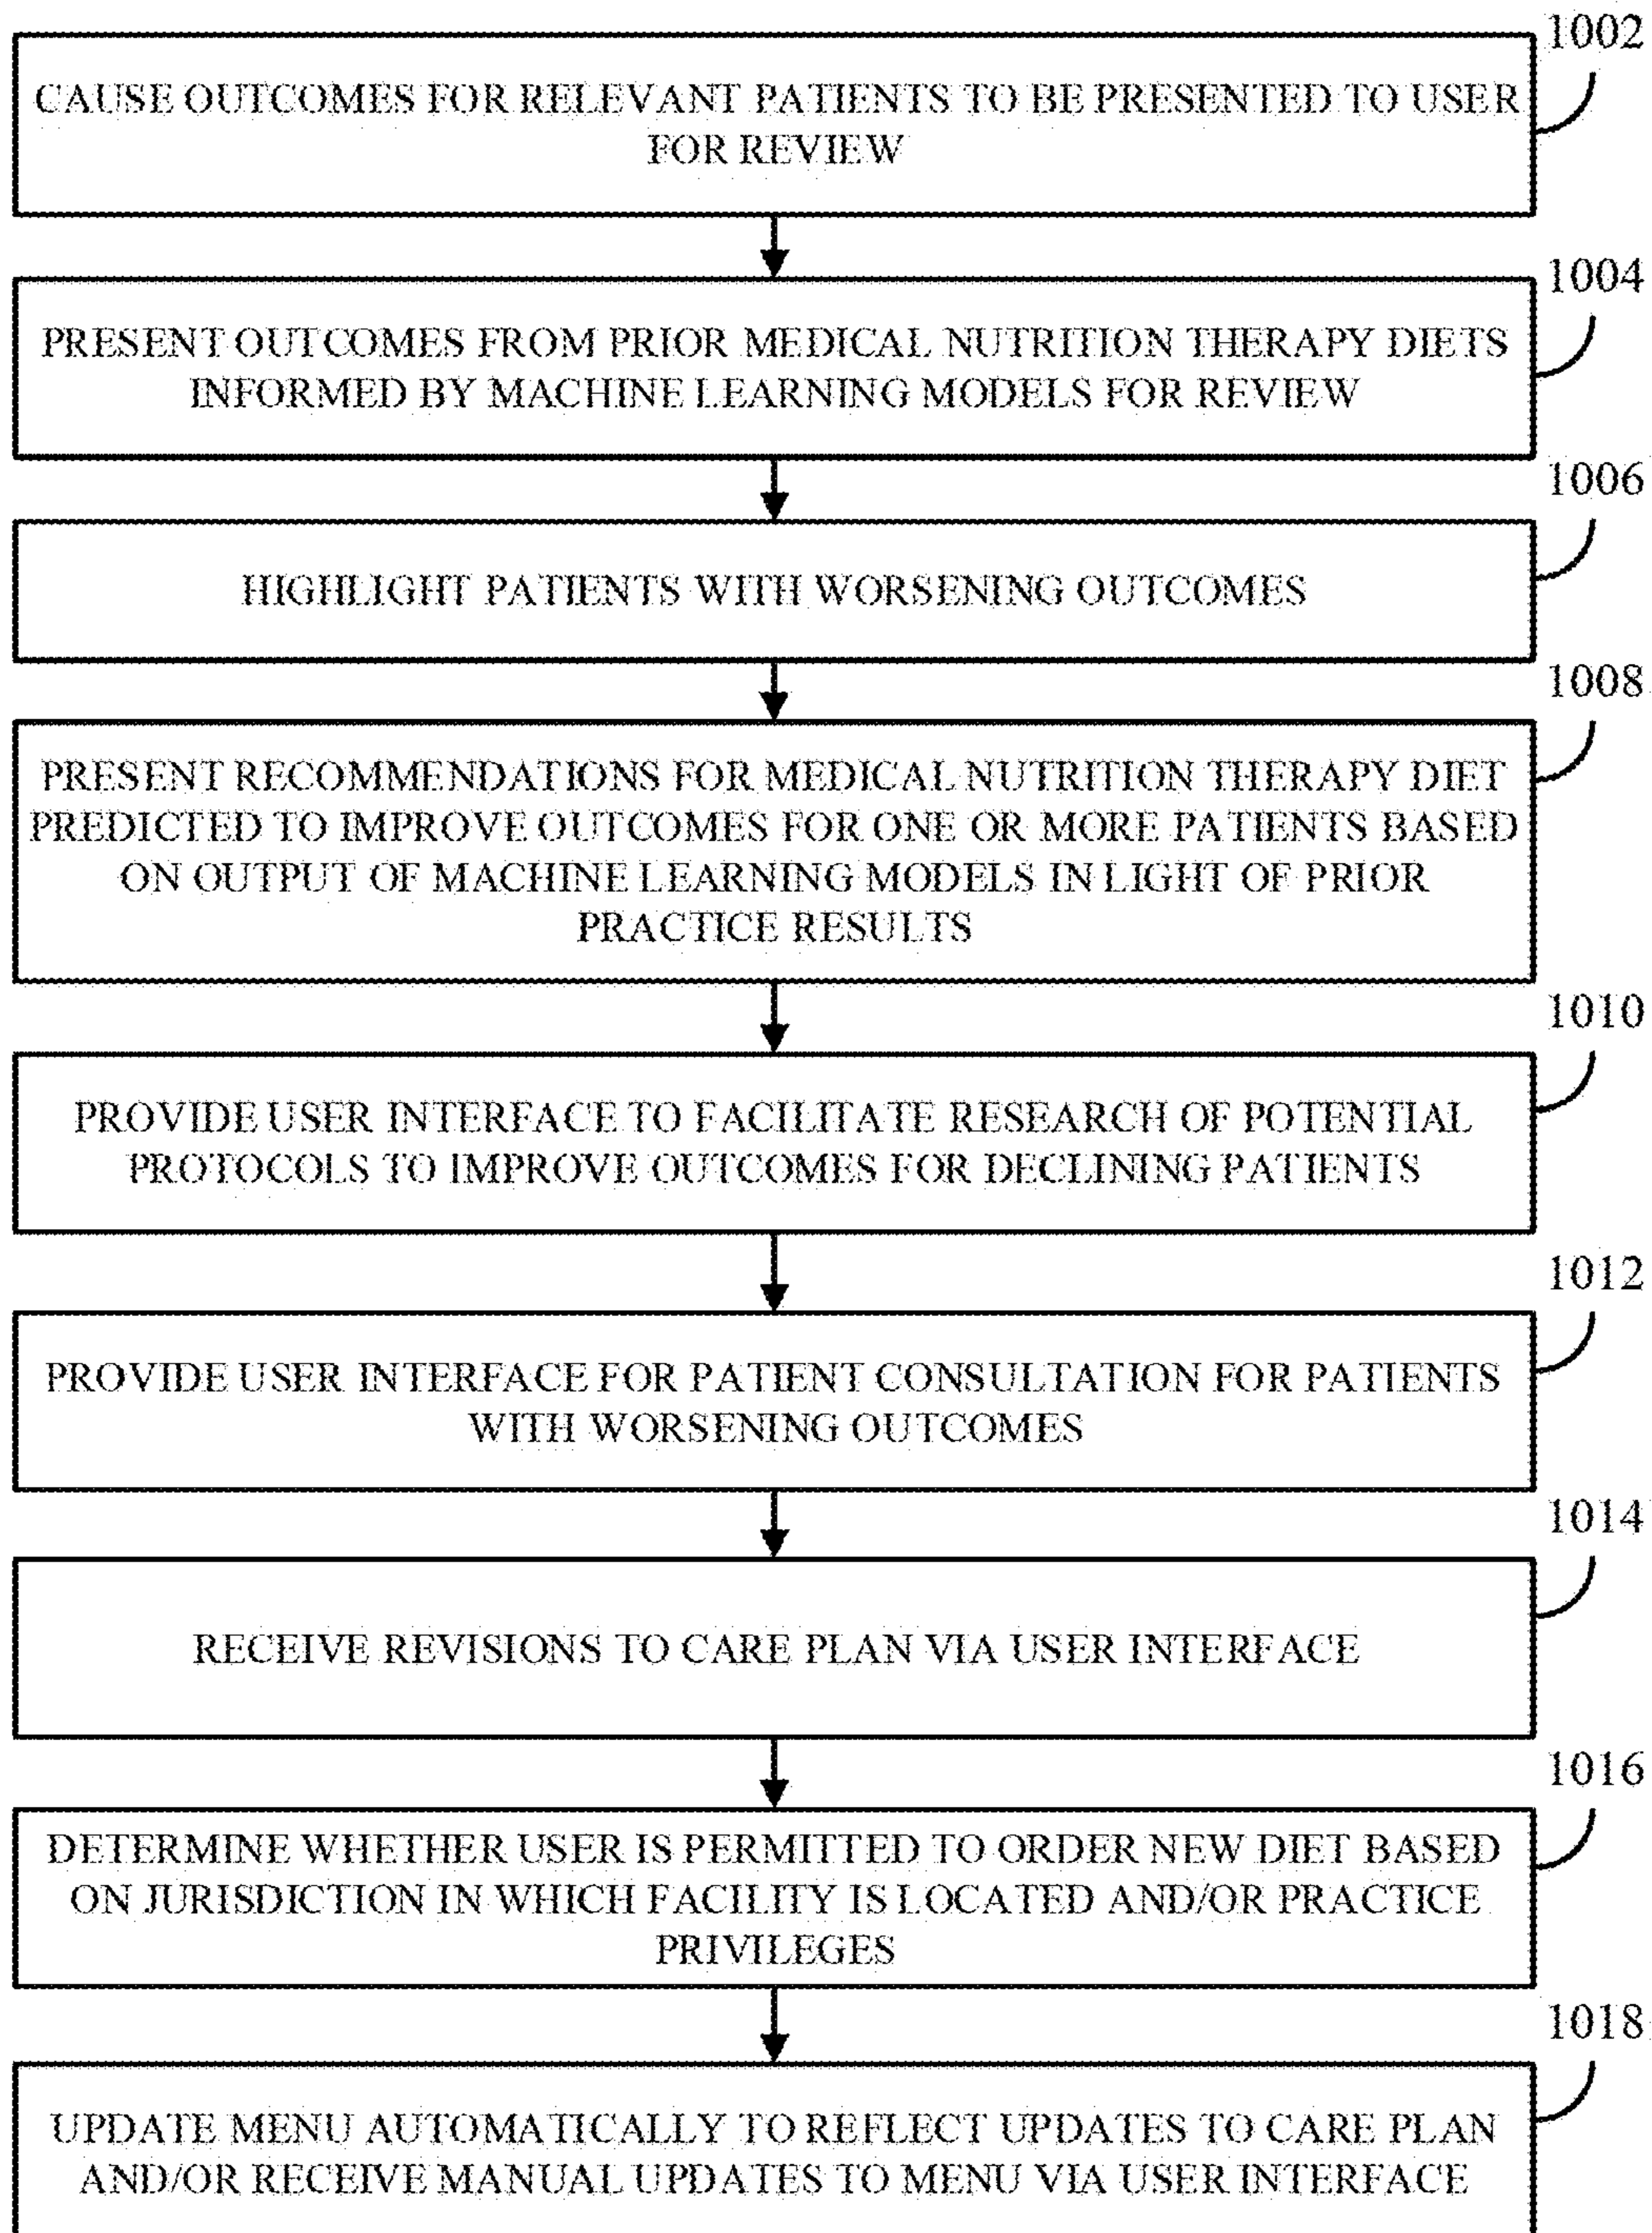 1002
CAUSE OUTCOMES FOR RELEVANT PATIENTS TO BE PRESENTED TO USER
FOR REVIEW
1004
PRESENT OUTCOMES FROM PRIOR MEDICAL NUTRITION THERAPY DIETS
INFORMED BY MACHINE LEARNING MODELS FOR REVIEW
1006
HIGHLIGHT PATIENTS WITH WORSENING OUTCOMES
1008
PRESENT RECOMMENDATIONS FOR MEDICAL NUTRITION THERAPY DIET
PREDICTED TO IMPROVE OUTCOMES FOR ONE OR MORE PATIENTS BASED
ON OUTPUT OF MACHINE LEARNING MODELS IN LIGHT OF PRIOR
PRACTICE RESULTS
1010
PROVIDE USER INTERFACE TO FACILITATE RESEARCH OF POTENTIAL
PROTOCOLS TO IMPROVE OUTCOMES FOR DECLINING PATIENTS
1012
PROVIDE USER INTERFACE FOR PATIENT CONSULTATION FOR PATIENTS
WITH WORSENING OUTCOMES
1014
RECEIVE REVISIONS TO CARE PLAN VIA USER INTERFACE
1016
DETERMINE WHETHER USER IS PERMITTED TO ORDER NEW DIET BASED
ON JURISDICTION IN WHICH FACILITY IS LOCATED AND/OR PRACTICE
PRIVILEGES
1018
UPDATE MENU AUTOMATICALLY TO REFLECT UPDATES TO CARE PLAN
AND/OR RECEIVE MANUAL UPDATES TO MENU VIA USER INTERFACE